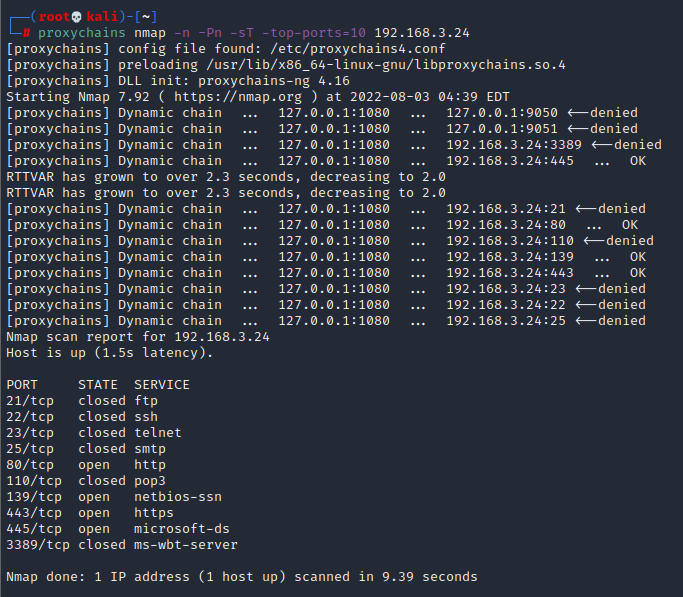 ┌──(root💀kali)-[~]
└─# proxychains nmap -n -Pn -sT -top-ports=10 192.168.3.24
[proxychains] config file found: /etc/proxychains4.conf
[proxychains] preloading /usr/lib/x86_64-linux-gnu/libproxychains.so.4
[proxychains] DLL init: proxychains-ng 4.16
Starting Nmap 7.92 ( https://nmap.org ) at 2022-08-03 04:39 EDT
[proxychains] Dynamic chain  ...  127.0.0.1:1080  ...  127.0.0.1:9050 <--denied
[proxychains] Dynamic chain  ...  127.0.0.1:1080  ...  127.0.0.1:9051 <--denied
[proxychains] Dynamic chain  ...  127.0.0.1:1080  ...  192.168.3.24:3389 <--denied
[proxychains] Dynamic chain  ...  127.0.0.1:1080  ...  192.168.3.24:445  ...  OK
RTTVAR has grown to over 2.3 seconds, decreasing to 2.0
RTTVAR has grown to over 2.3 seconds, decreasing to 2.0
[proxychains] Dynamic chain  ...  127.0.0.1:1080  ...  192.168.3.24:21 <--denied
[proxychains] Dynamic chain  ...  127.0.0.1:1080  ...  192.168.3.24:80  ...  OK
[proxychains] Dynamic chain  ...  127.0.0.1:1080  ...  192.168.3.24:110 <--denied
[proxychains] Dynamic chain  ...  127.0.0.1:1080  ...  192.168.3.24:139  ...  OK
[proxychains] Dynamic chain  ...  127.0.0.1:1080  ...  192.168.3.24:443  ...  OK
[proxychains] Dynamic chain  ...  127.0.0.1:1080  ...  192.168.3.24:23 <--denied
[proxychains] Dynamic chain  ...  127.0.0.1:1080  ...  192.168.3.24:22 <--denied
[proxychains] Dynamic chain  ...  127.0.0.1:1080  ...  192.168.3.24:25 <--denied
Nmap scan report for 192.168.3.24
Host is up (1.5s latency).

PORT     STATE  SERVICE
21/tcp   closed ftp
22/tcp   closed ssh
23/tcp   closed telnet
25/tcp   closed smtp
80/tcp   open   http
110/tcp  closed pop3
139/tcp  open   netbios-ssn
443/tcp  open   https
445/tcp  open   microsoft-ds
3389/tcp closed ms-wbt-server

Nmap done: 1 IP address (1 host up) scanned in 9.39 seconds